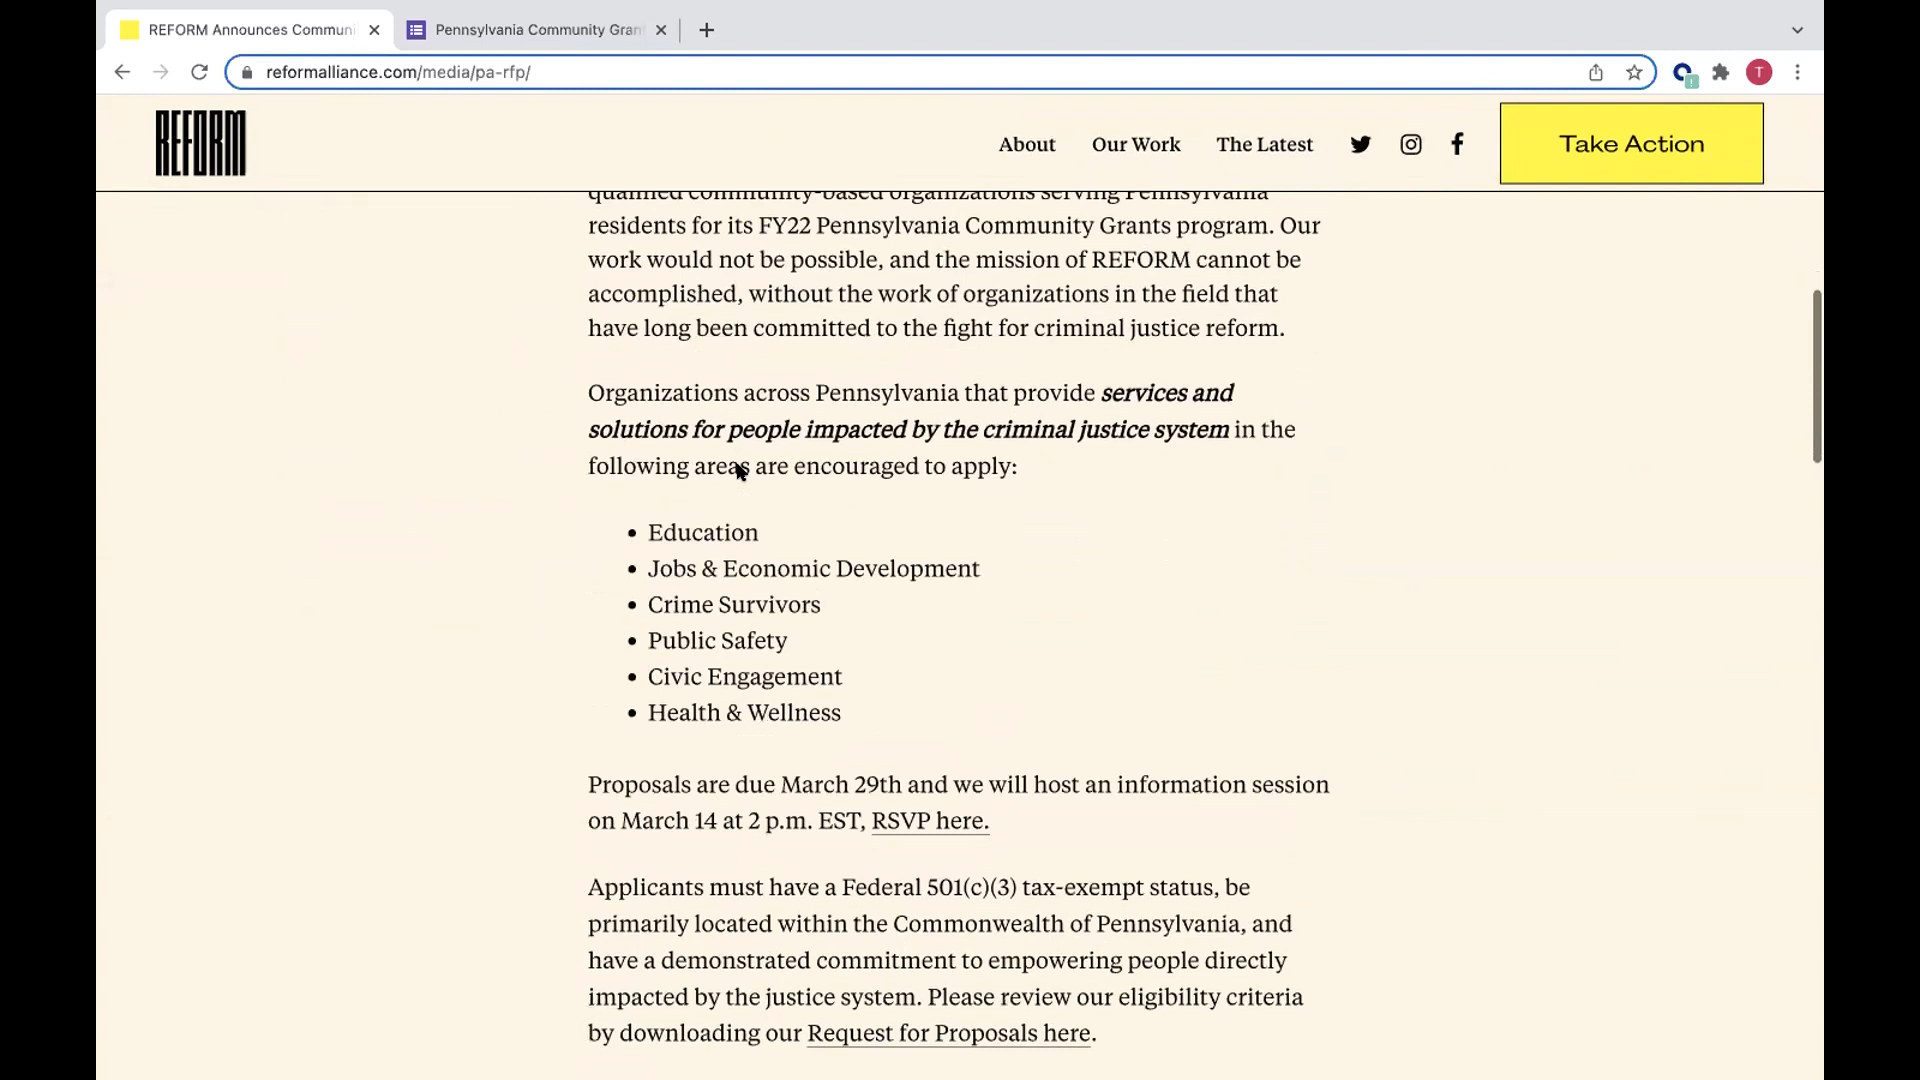 REFORM Announces Communi
Pennsylvania Community Gran
reformalliance.com/media/pa-rfp/
T
REFORM
About
Our Work
The Latest
Take Action
qualified community-based organizations serving Pennsylvania
residents for its FY22 Pennsylvania Community Grants program. Our
work would not be possible, and the mission of REFORM cannot be
accomplished, without the work of organizations in the field that
have long been committed to the fight for criminal justice reform.
Organizations across Pennsylvania that provide services and
solutions for people impacted by the criminal justice system in the
following areas are encouraged to apply:
• Education
• Jobs & Economic Development
• Crime Survivors
• Public Safety
• Civic Engagement
• Health & Wellness
Proposals are due March 29th and we will host an information session
on March 14 at 2 p.m. EST, RSVP here.
Applicants must have a Federal 501(c)(3) tax-exempt status, be
primarily located within the Commonwealth of Pennsylvania, and
have a demonstrated commitment to empowering people directly
impacted by the justice system. Please review our eligibility criteria
by downloading our Request for Proposals here.